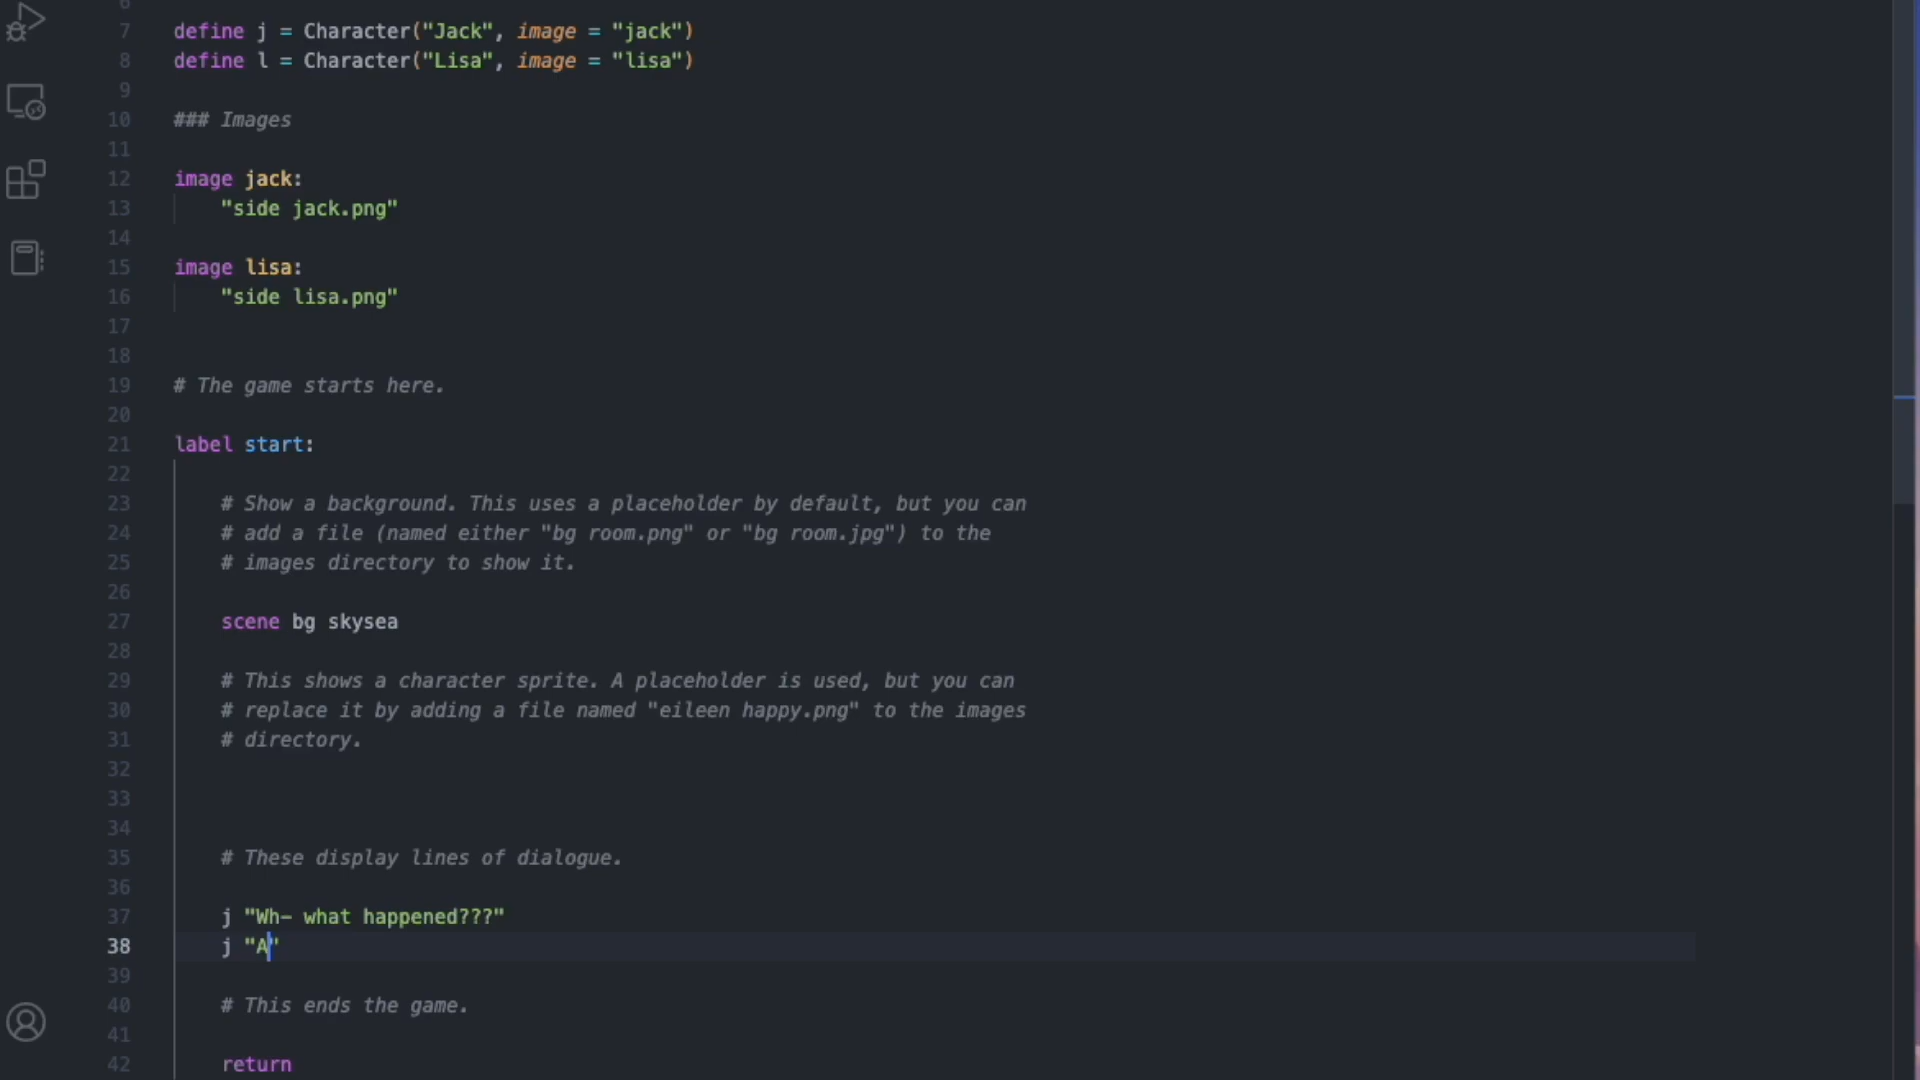 6
7 define j = Character("Jack", image = "jack")
8 define l = Character("Lisa", image = "lisa")
9
10 ### Images
11
12 image jack:
13 "side jack.png"
14
15 image lisa:
16 "side lisa.png"
17
18
19 # The game starts here.
20
21 label start:
22
23 # Show a background. This uses a placeholder by default, but you can
24 # add a file (named either "bg room.png" or "bg room.jpg") to the
25 # images directory to show it.
26
27 scene bg skysea
28
29 # This shows a character sprite. A placeholder is used, but you can
30 # replace it by adding a file named "eileen happy.png" to the images
31 # directory.
32
33
34
35 # These display lines of dialogue.
36
37 j "Wh- what happened???"
38 j "A"
39
40 # This ends the game.
41
42 return